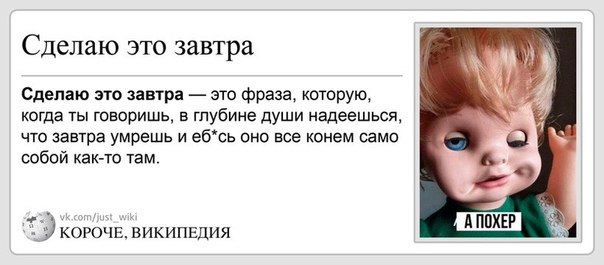 Сделаю это завтра
Сделаю это завтра — это фраза, которую,
когда ты говоришь, в глубине души надеешься,
что завтра умрешь и еб*сь оно все конем само
собой как-то там.
А ПОХЕР
vk.com/just_wiki
КОРОЧЕ, ВИКИПЕДИЯ